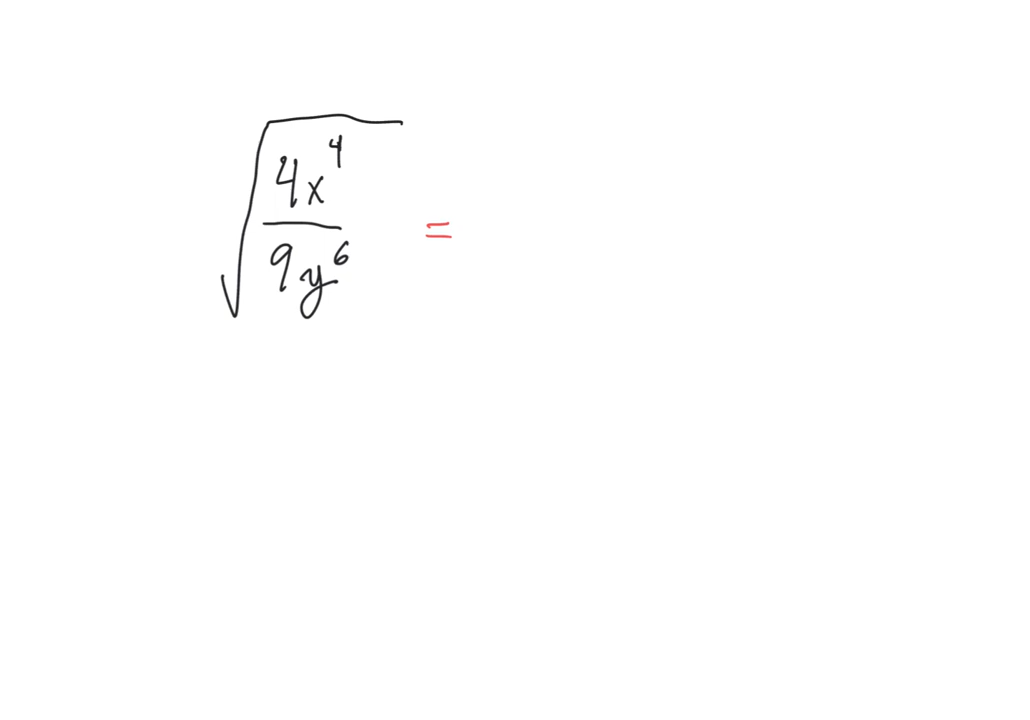 √(4x⁴/9y⁶) =